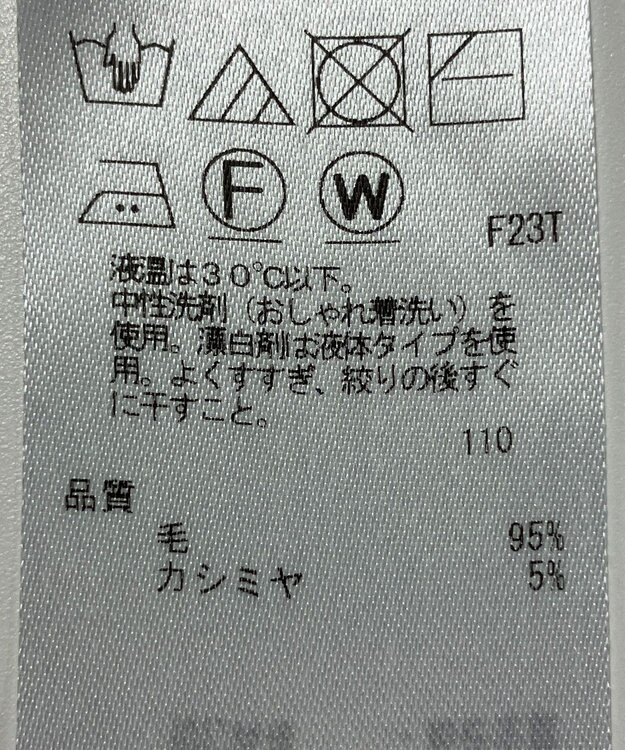 F W
F23T
液温は30℃以下。
中性洗剤(おしゃれ着洗い)を
使用。漂白剤は液体タイプを使
用。よくすすぎ、絞りの後すぐ
に干すこと。
110
品質
毛 95%
カシミヤ 5%